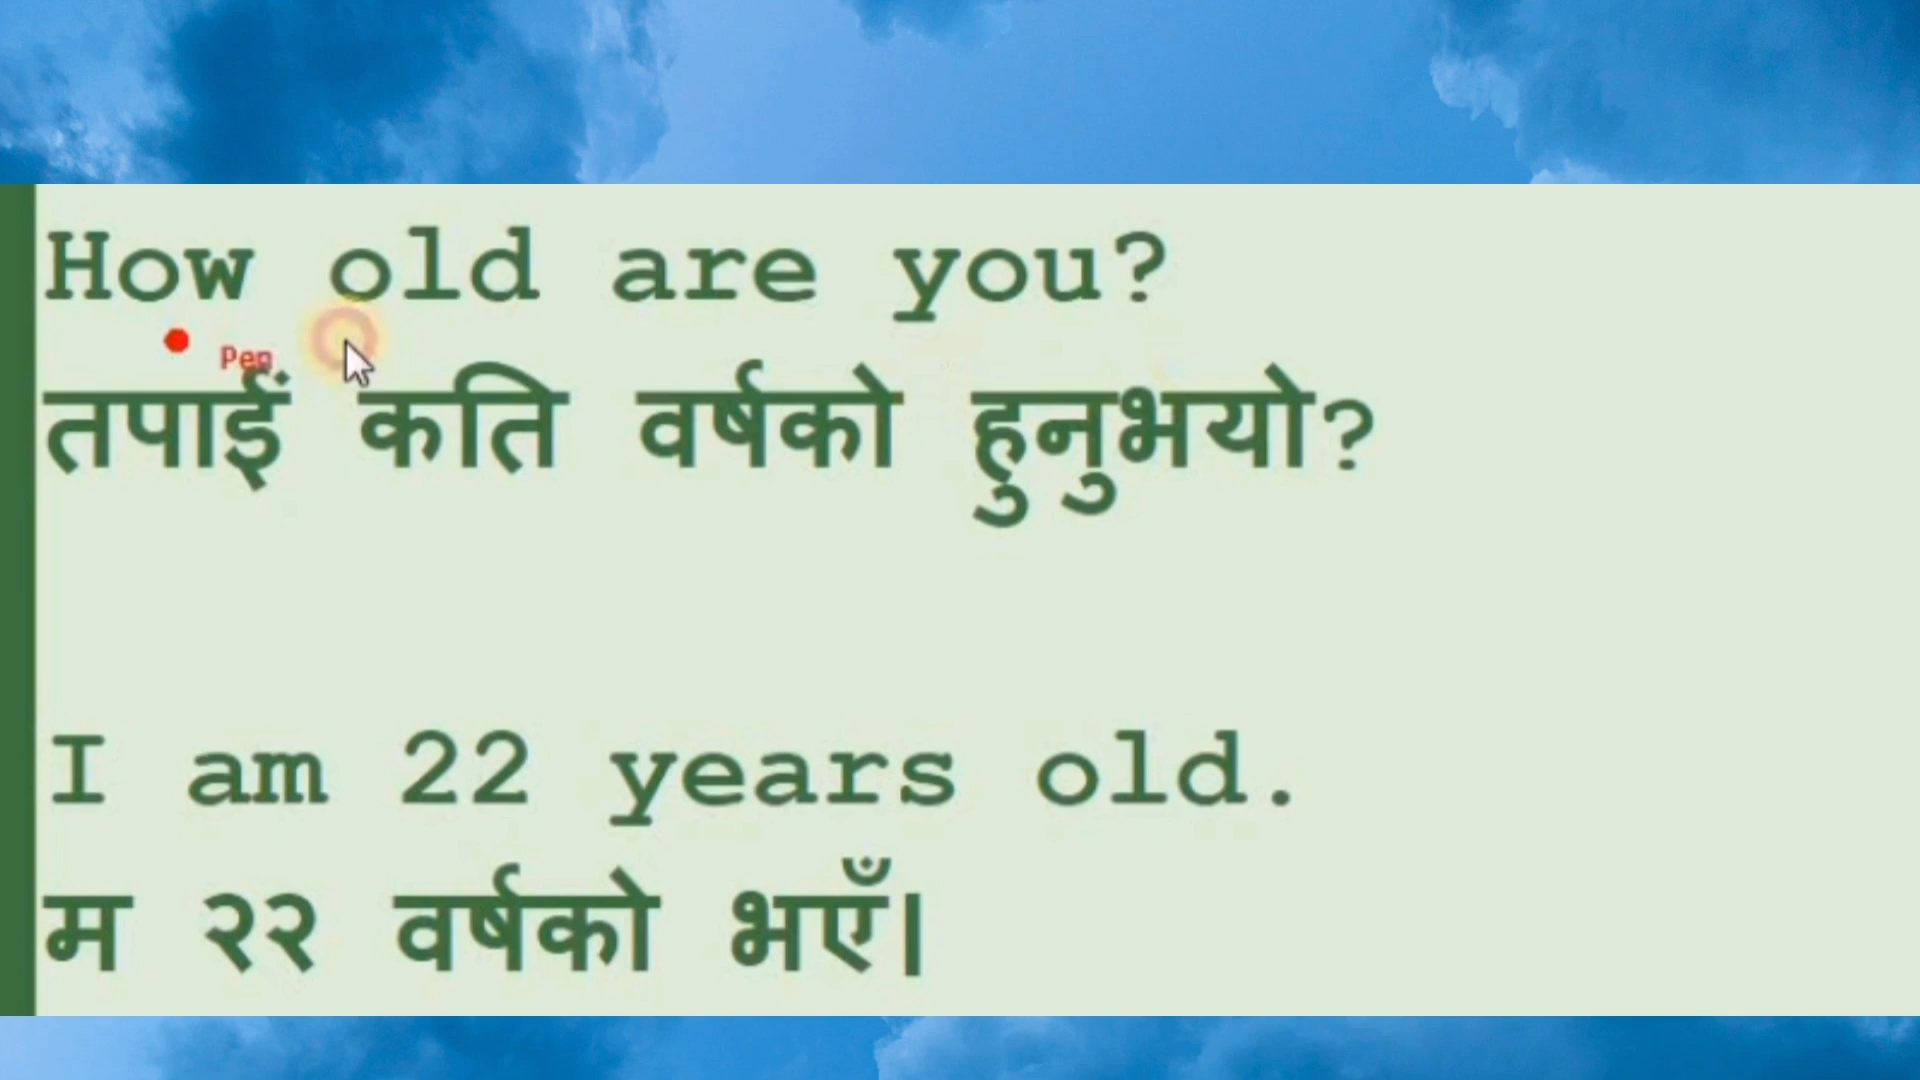 How old are you?
Pen
तपाईं कति वर्षको हुनुभयो?
I am 22 years old.
म २२ वर्षको भएँ।